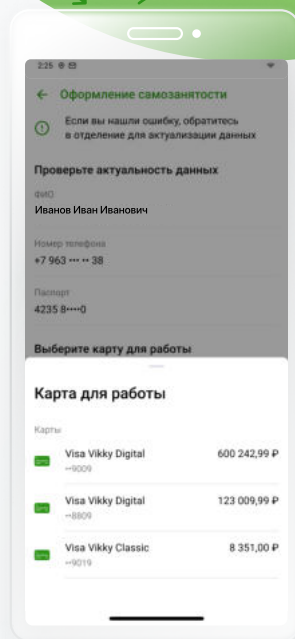 2:25
Оформление самозанятости
Если вы нашли ошибку, обратитесь
в отделение для актуализации данных
Проверьте актуальность данных
ФИО
Иванов Иван Иванович
Номер телефона
+7 963 ••• •• 38
Паспорт
4235 8••••0
Выберите карту для работы
Карта для работы
Карты
Visa Vikky Digital
600 242,99 ₽
··9009
Visa Vikky Digital
123 009,99 ₽
··8809
Visa Vikky Classic
8 351,00 ₽
··9019